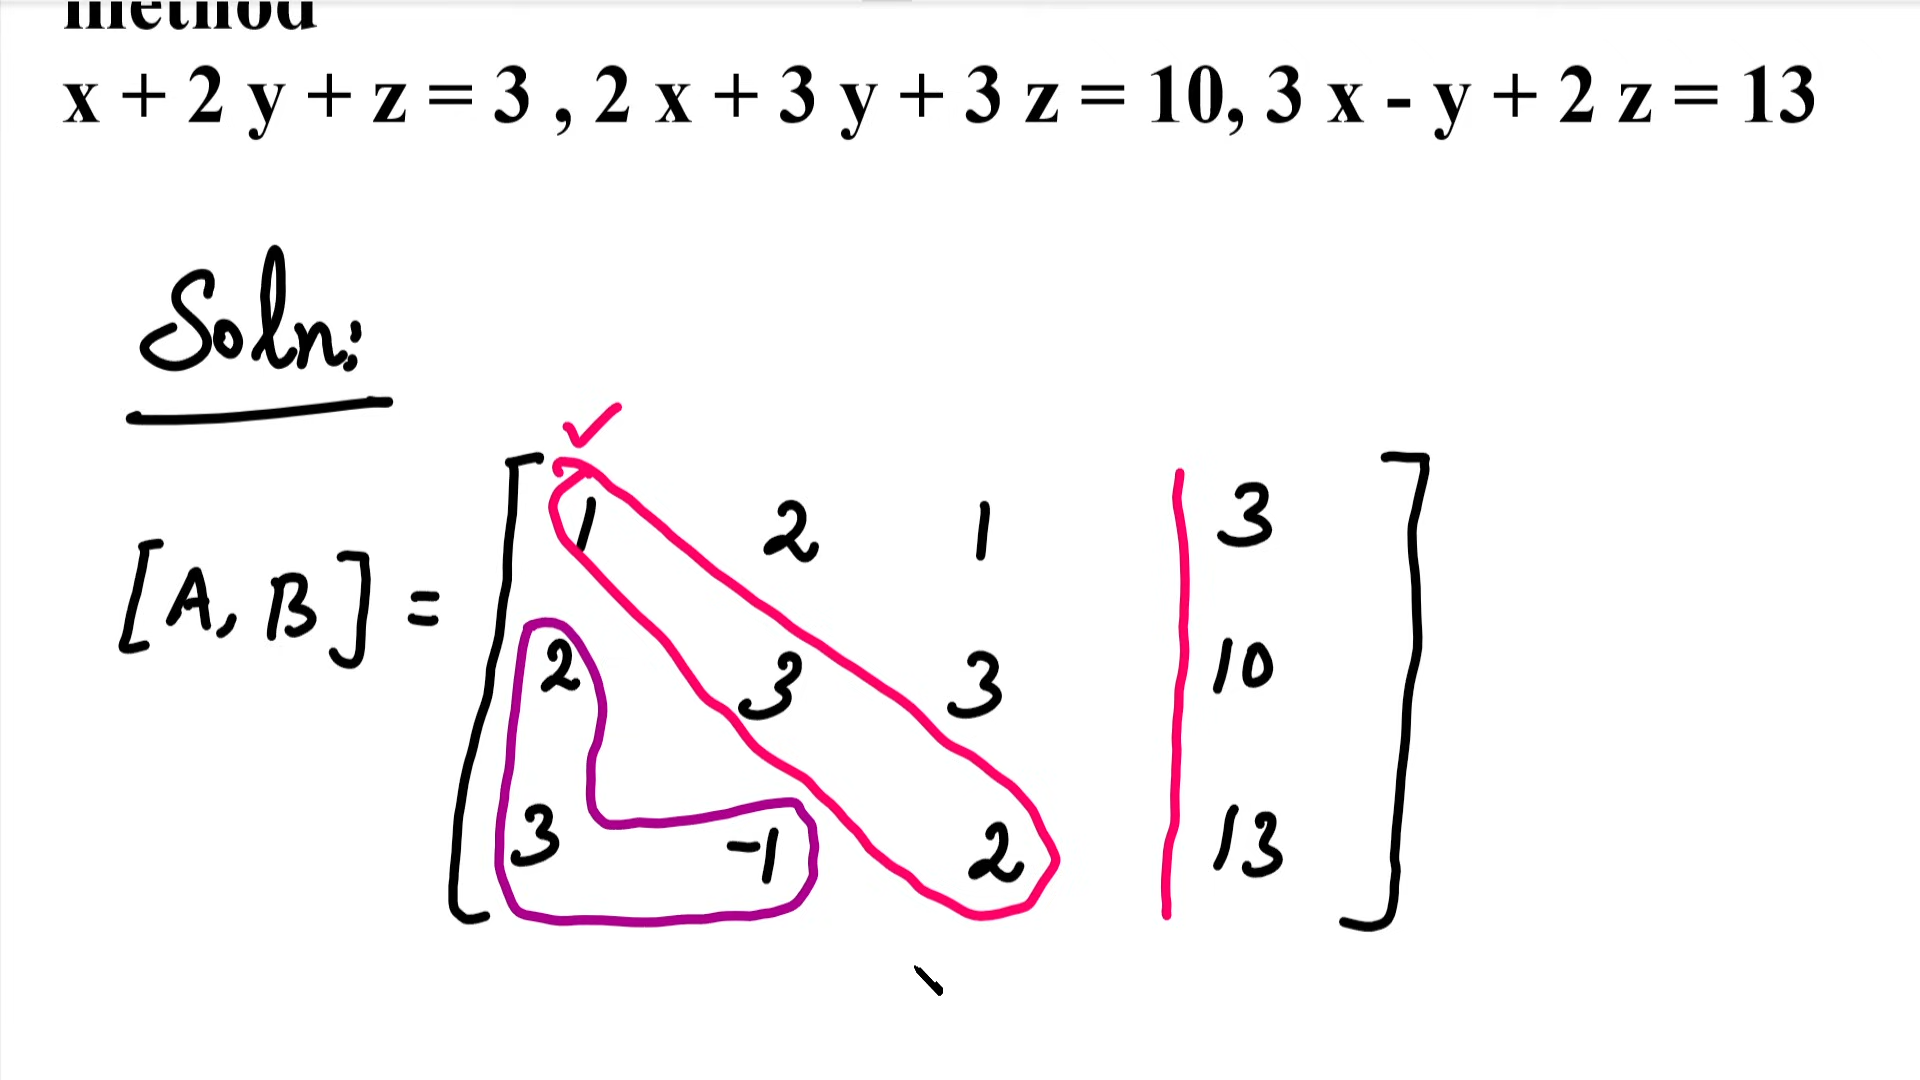 method
x + 2 y + z = 3 , 2 x + 3 y + 3 z = 10, 3 x - y + 2 z = 13
Soln:
1 2 1 3
[A, B] =
2 3 3 10
3 -1 2 13